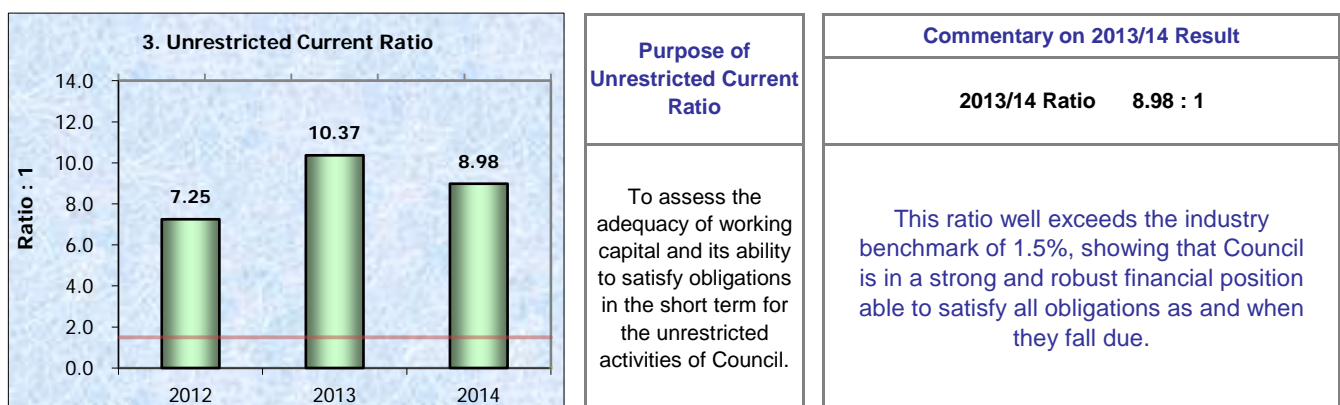 3. Unrestricted Current Ratio
Ratio : 1
14.0
12.0
10.0
8.0
6.0
4.0
2.0
0.0
7.25
10.37
8.98
2012 2013 2014
Purpose of
Unrestricted Current
Ratio
To assess the
adequacy of working
capital and its ability
to satisfy obligations
in the short term for
the unrestricted
activities of Council.
Commentary on 2013/14 Result
2013/14 Ratio 8.98 : 1
This ratio well exceeds the industry
benchmark of 1.5%, showing that Council
is in a strong and robust financial position
able to satisfy all obligations as and when
they fall due.